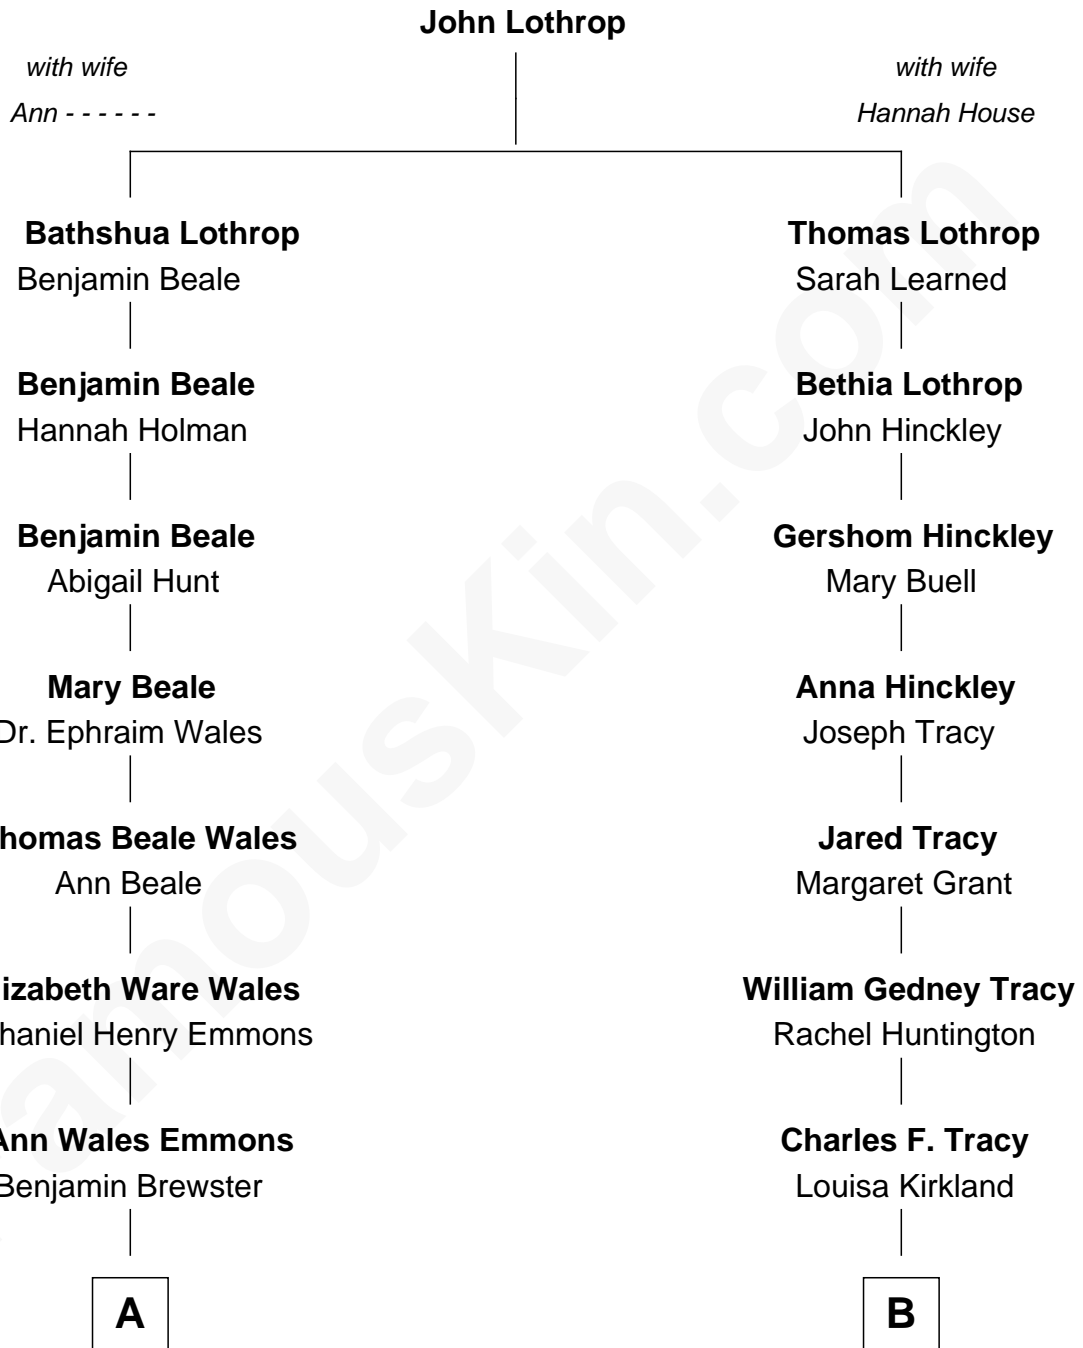 John Lothrop
with wife
Ann - - - - - -
with wife
Hannah House
Bathshua Lothrop
Benjamin Beale
Thomas Lothrop
Sarah Learned
Benjamin Beale
Hannah Holman
Bethia Lothrop
John Hinckley
Benjamin Beale
Abigail Hunt
Gershom Hinckley
Mary Buell
Mary Beale
Dr. Ephraim Wales
Anna Hinckley
Joseph Tracy
homas Beale Wales
Ann Beale
Jared Tracy
Margaret Grant
izabeth Ware Wales
haniel Henry Emmons
William Gedney Tracy
Rachel Huntington
Ann Wales Emmons
Benjamin Brewster
Charles F. Tracy
Louisa Kirkland
A
B
amouskin.com